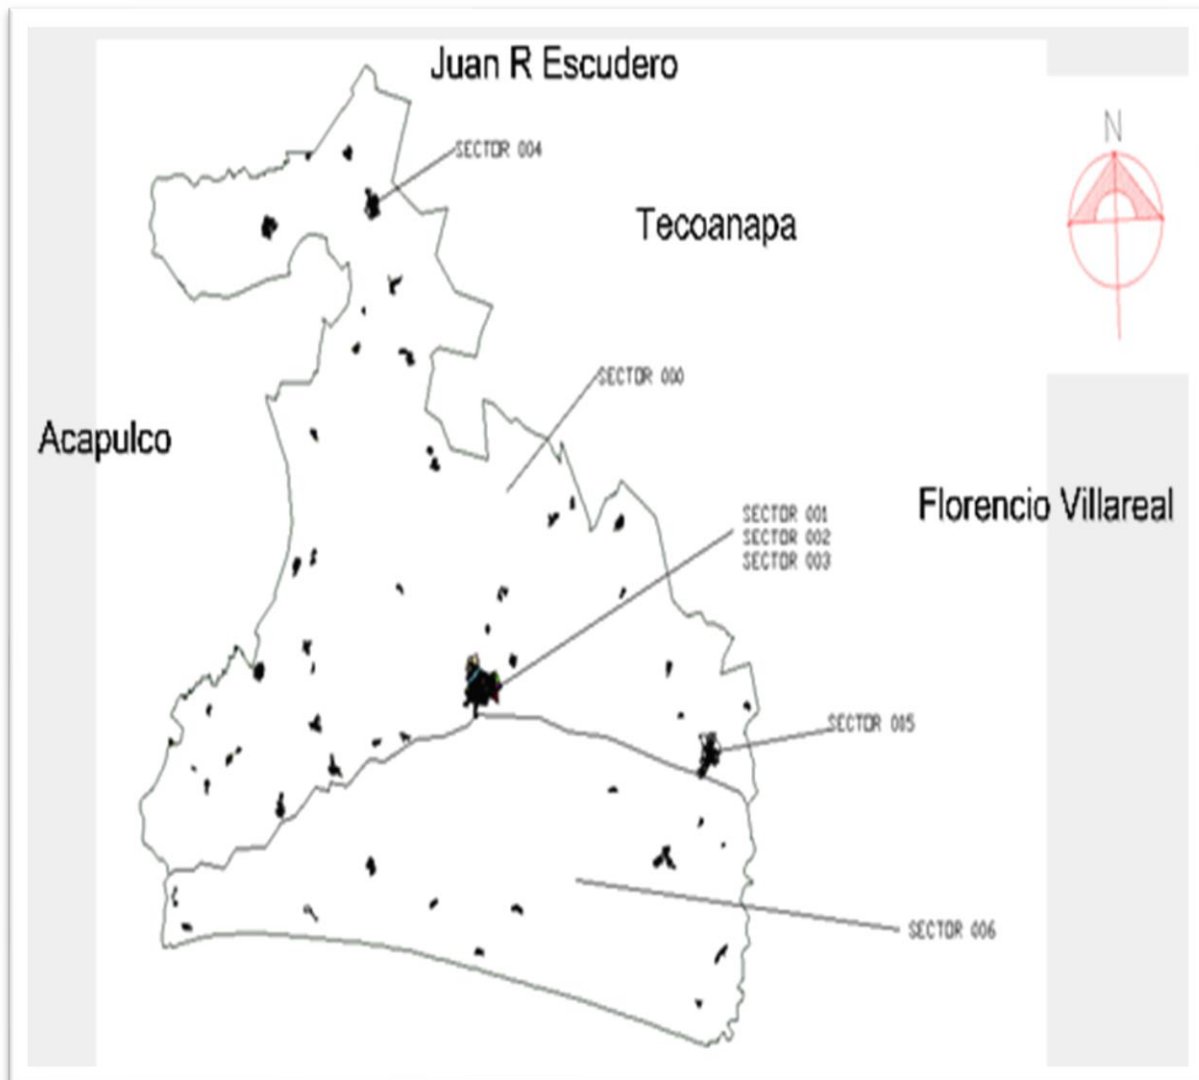 Juan R Escudero
N
SECTOR 004
Tecoanapa
SECTOR 000
Acapulco
Florencio Villareal
SECTOR 001
SECTOR 002
SECTOR 003
SECTOR 005
SECTOR 006